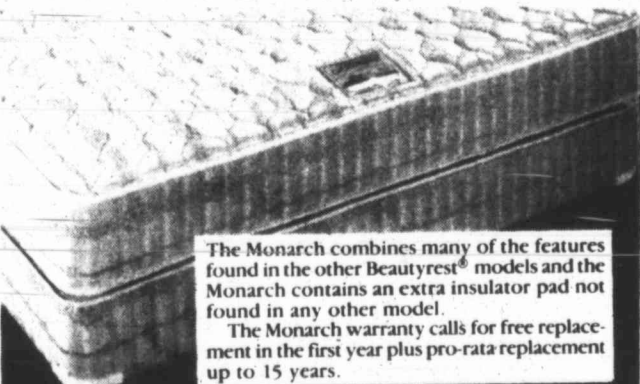 The Monarch combines many of the features
found in the other Beautyrest® models and the
Monarch contains an extra insulator pad not
found in any other model.
The Monarch warranty calls for free replace-
ment in the first year plus pro-rata replacement
up to 15 years.